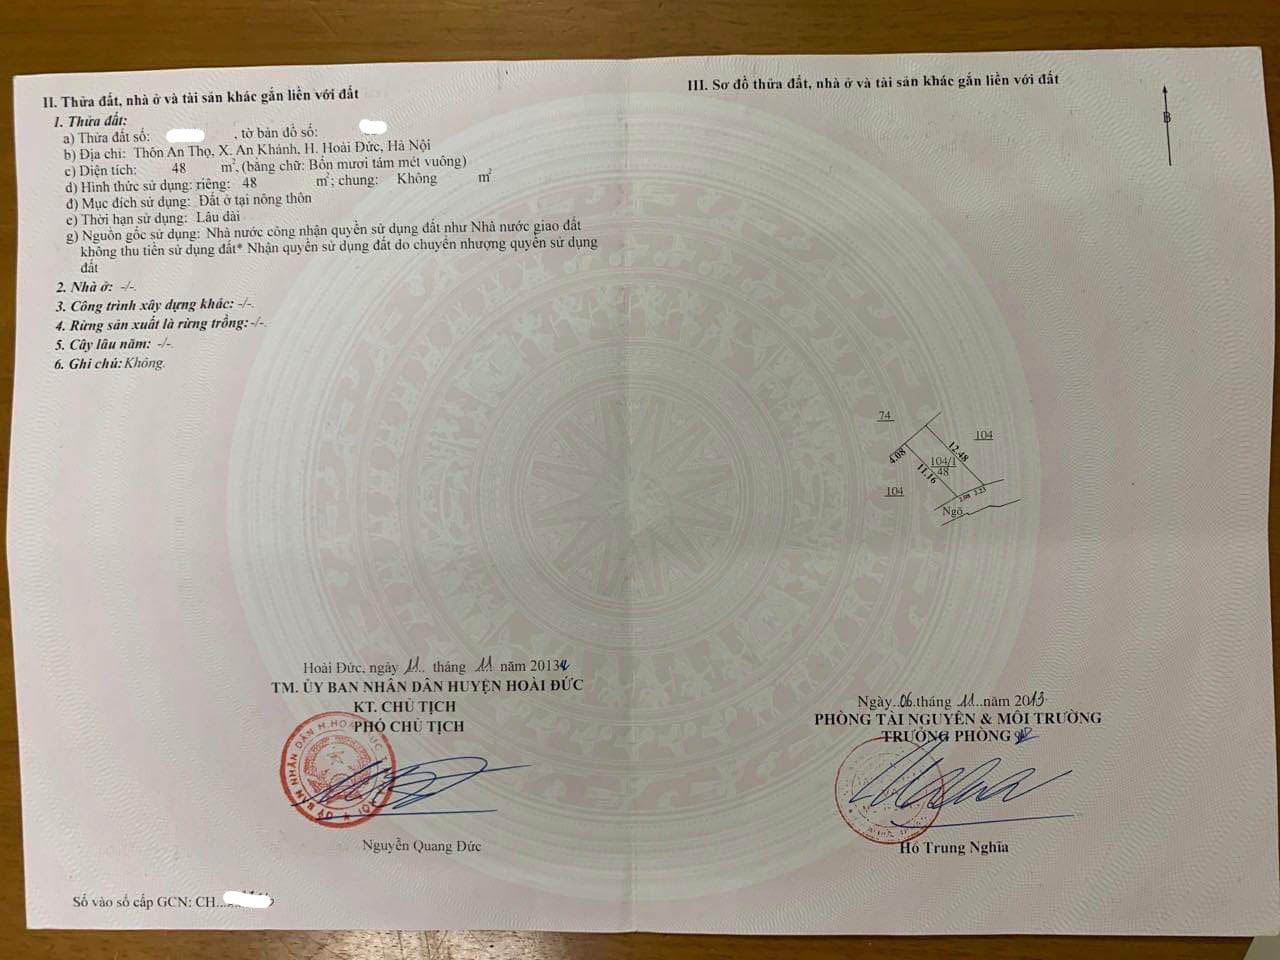 II. Thửa đất, nhà ở và tài sản khác gắn liền với đất
1. Thửa đất:
a) Thửa đất số: , tờ bản đồ số:
b) Địa chỉ: Thôn An Thọ, X. An Khánh, H. Hoài Đức, Hà Nội
c) Diện tích: 48 m², (bằng chữ: Bốn mươi tám mét vuông)
d) Hình thức sử dụng: riêng: 48 m²; chung: Không m²
đ) Mục đích sử dụng: Đất ở tại nông thôn
e) Thời hạn sử dụng: Lâu dài
g) Nguồn gốc sử dụng: Nhà nước công nhận quyền sử dụng đất như Nhà nước giao đất
không thu tiền sử dụng đất* Nhận quyền sử dụng đất do chuyển nhượng quyền sử dụng
đất
2. Nhà ở: -/-.
3. Công trình xây dựng khác: -/-.
4. Rừng sản xuất là rừng trồng: -/-.
5. Cây lâu năm: -/-.
6. Ghi chú: Không.
Hoài Đức, ngày 11.. tháng 11 năm 2013
TM. ỦY BAN NHÂN DÂN HUYỆN HOÀI ĐỨC
KT. CHỦ TỊCH
PHÓ CHỦ TỊCH
Nguyễn Quang Đức
Số vào sổ cấp GCN: CH...
III. Sơ đồ thửa đất, nhà ở và tài sản khác gắn liền với đất
B
74
104
4.08
12.48
104/1
48
11.16
104
2.08 2.23
Ngõ
Ngày..06.tháng..11..năm 2013.
PHÒNG TÀI NGUYÊN & MÔI TRƯỜNG
TRƯỞNG PHÒNG
Hồ Trung Nghĩa